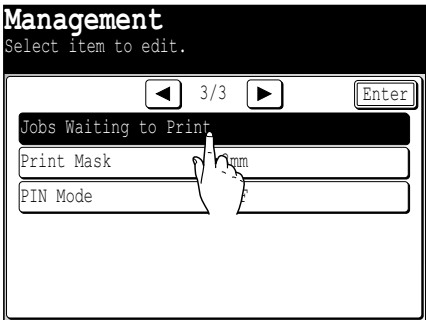 Management
Select item to edit.
3/3
Enter
Jobs Waiting to Print
Print Mask
PIN Mode